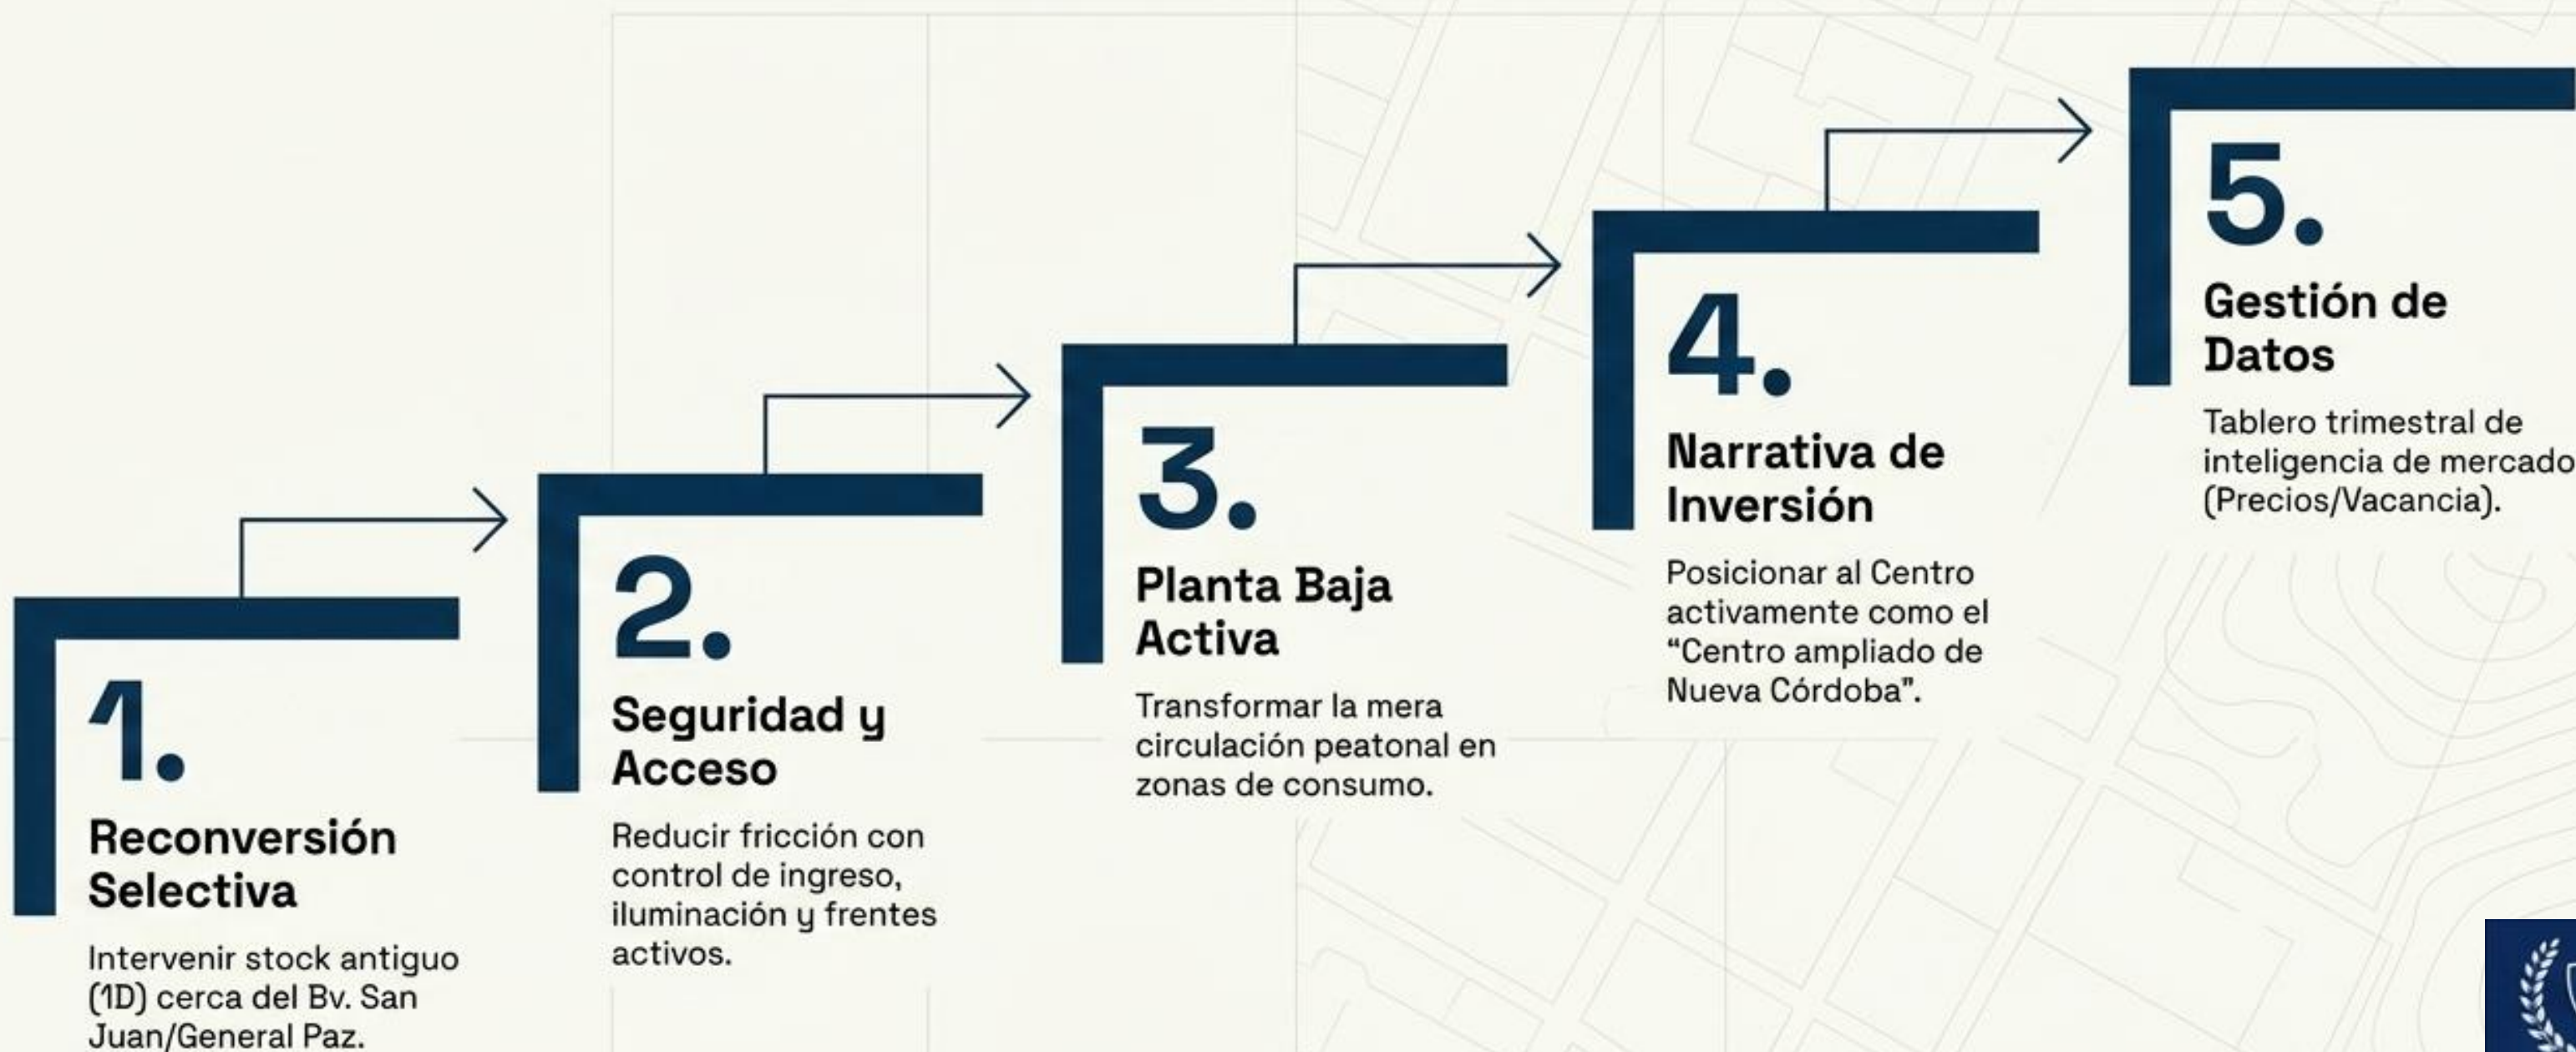 1.
Reconversión
Selectiva
Intervenir stock antiguo
(1D) cerca del Bv. San
Juan/General Paz.
2.
Seguridad y
Acceso
Reducir fricción con
control de ingreso,
iluminación y frentes
activos.
3.
Planta Baja
Activa
Transformar la mera
circulación peatonal en
zonas de consumo.
4.
Narrativa de
Inversión
Posicionar al Centro
activamente como el
“Centro ampliado de
Nueva Córdoba”.
5.
Gestión de
Datos
Tablero trimestral de
inteligencia de mercado
(Precios/Vacancia).